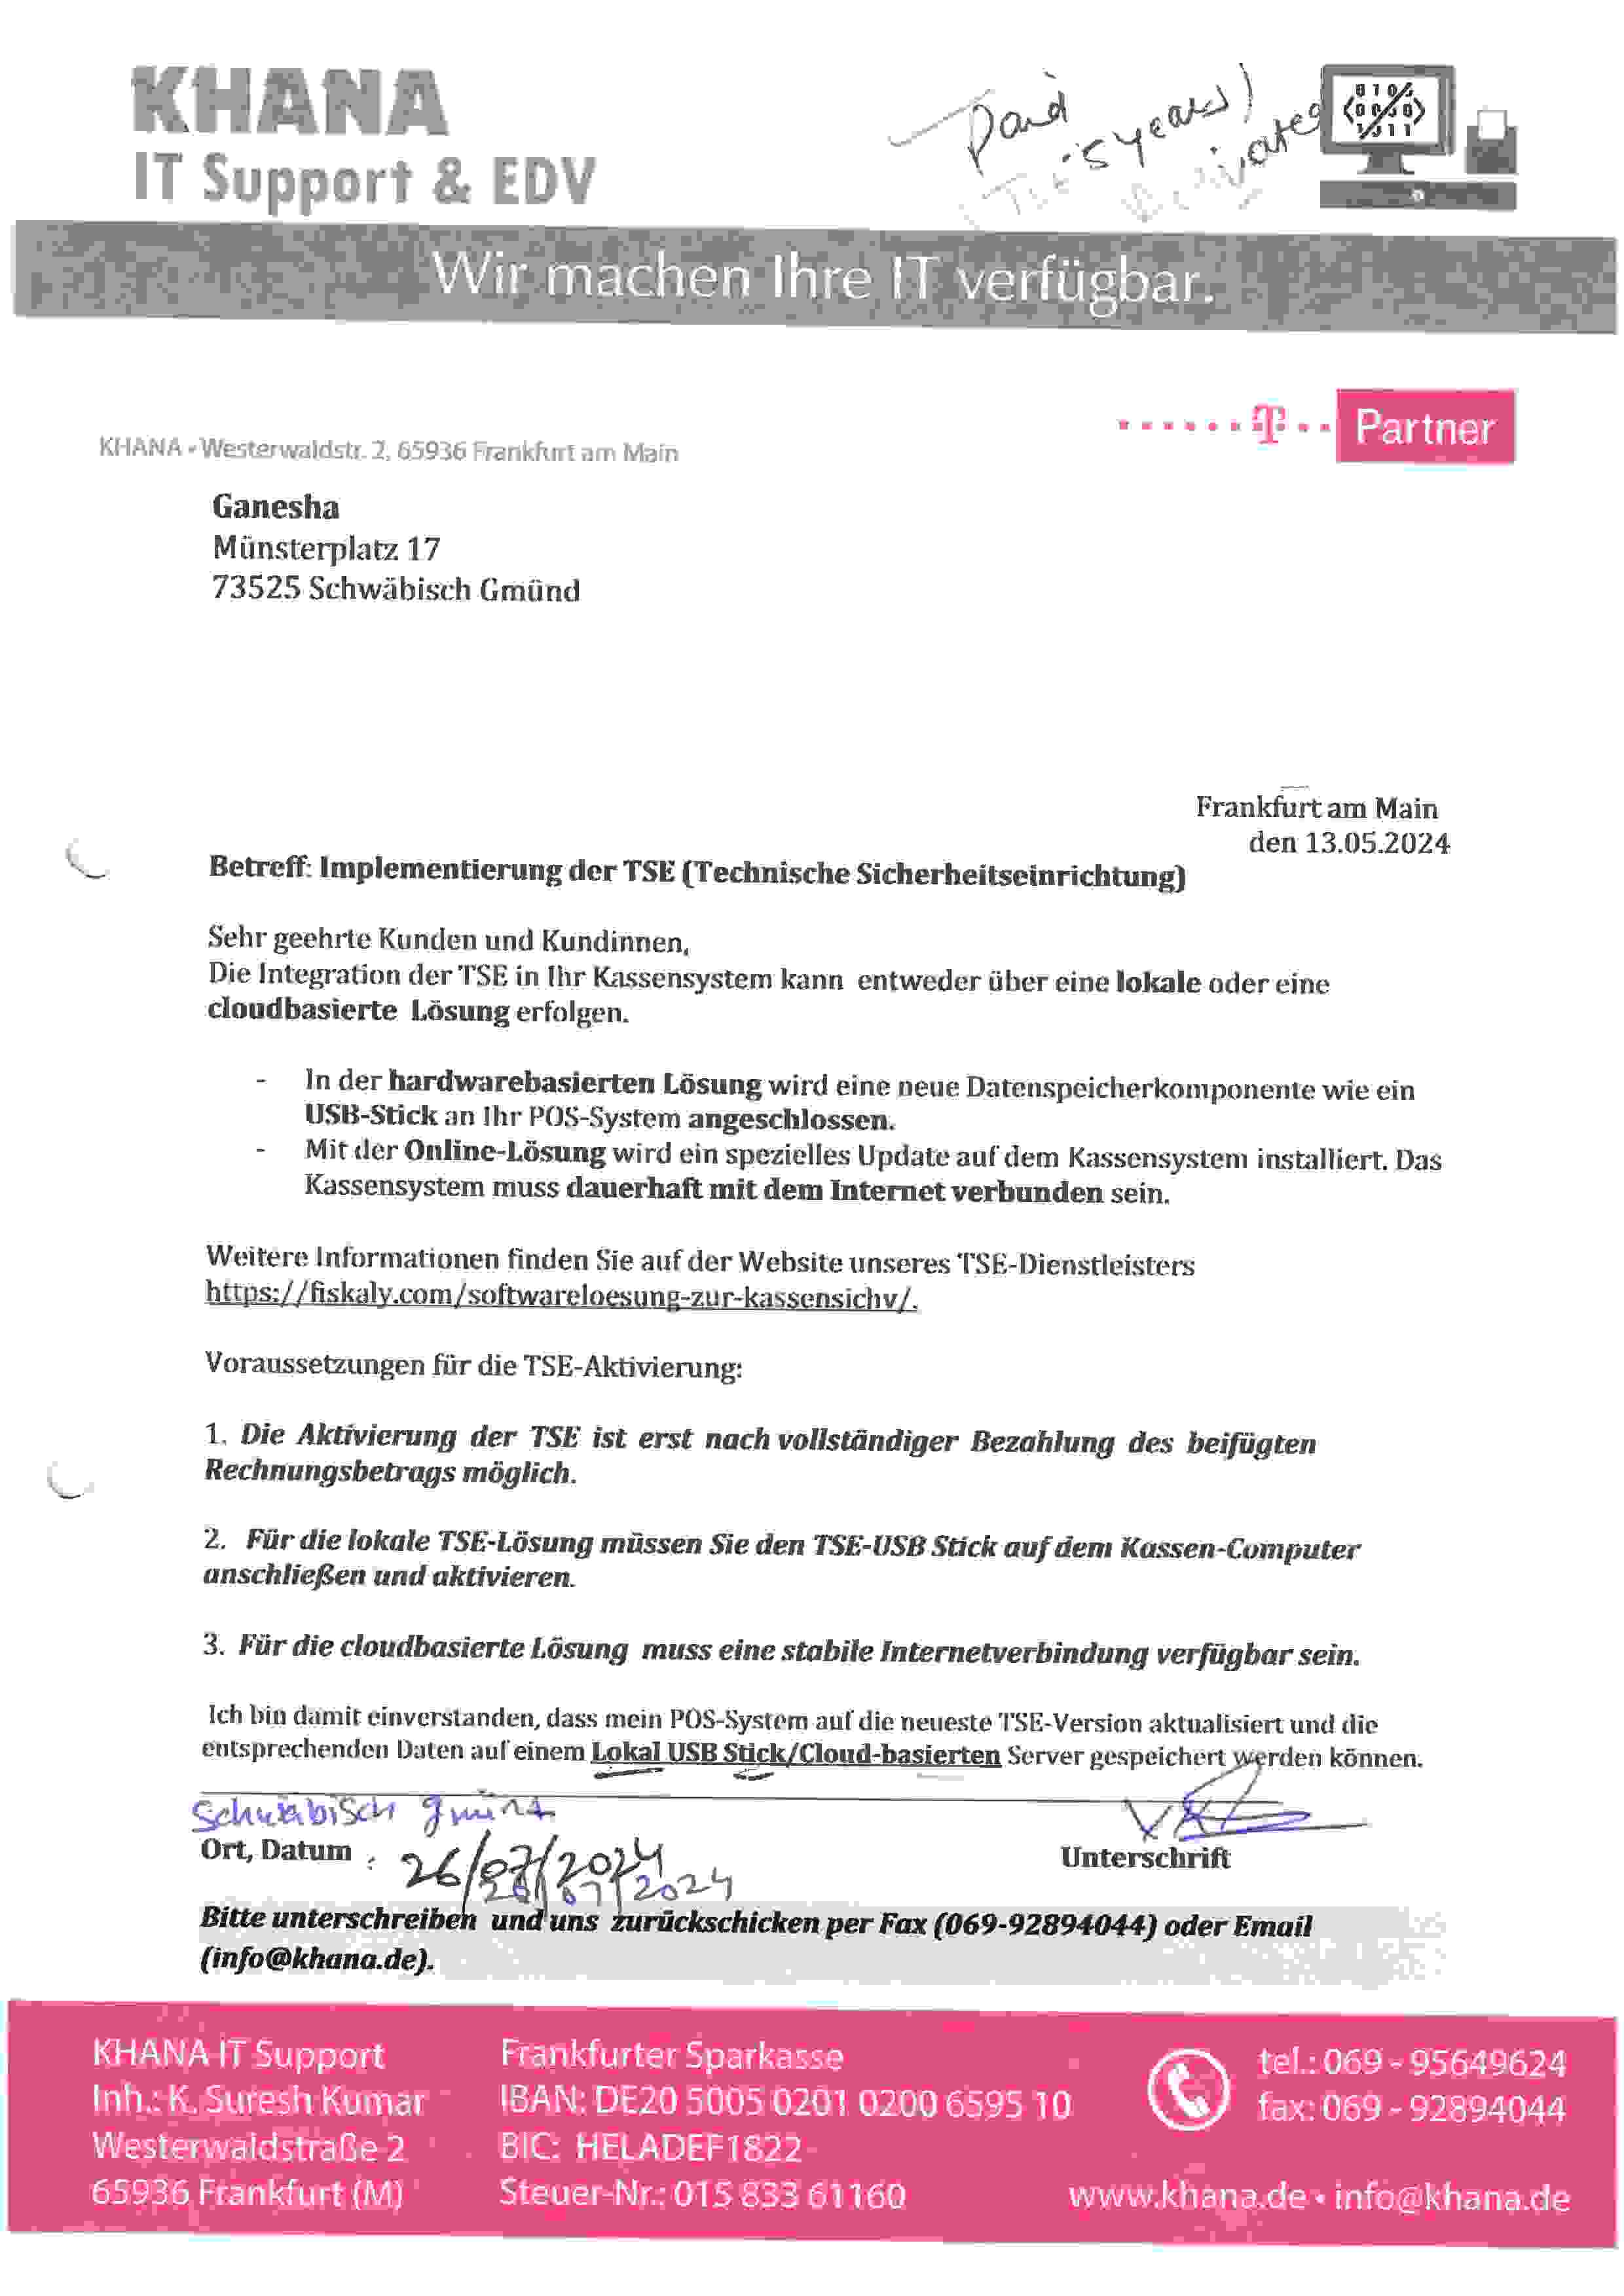 KHANA
IT Support & EDV
Paid
5 years)
Activated
Wir machen Ihre IT verfügbar.
T Partner
KHANA • Westerwaldstr. 2, 65936 Frankfurt am Main
Ganesha
Münsterplatz 17
73525 Schwäbisch Gmünd
Frankfurt am Main
den 13.05.2024
Betreff: Implementierung der TSE (Technische Sicherheitseinrichtung)
Sehr geehrte Kunden und Kundinnen,
Die Integration der TSE in Ihr Kassensystem kann entweder über eine lokale oder eine
cloudbasierte Lösung erfolgen.
- In der hardwarebasierten Lösung wird eine neue Datenspeicherkomponente wie ein
USB-Stick an Ihr POS-System angeschlossen.
- Mit der Online-Lösung wird ein spezielles Update auf dem Kassensystem installiert. Das
Kassensystem muss dauerhaft mit dem Internet verbunden sein.
Weitere Informationen finden Sie auf der Website unseres TSE-Dienstleisters
https://fiskaly.com/softwareloesung-zur-kassensichv/.
Voraussetzungen für die TSE-Aktivierung:
1. Die Aktivierung der TSE ist erst nach vollständiger Bezahlung des beifügten
Rechnungsbetrags möglich.
2. Für die lokale TSE-Lösung müssen Sie den TSE-USB Stick auf dem Kassen-Computer
anschließen und aktivieren.
3. Für die cloudbasierte Lösung muss eine stabile Internetverbindung verfügbar sein.
Ich bin damit einverstanden, dass mein POS-System auf die neueste TSE-Version aktualisiert und die
entsprechenden Daten auf einem Lokal USB Stick/Cloud-basierten Server gespeichert werden können.
Schwäbisch
Ort, Datum : 26/07/2024
Unterschrift
Bitte unterschreiben und uns zurückschicken per Fax (069-92894044) oder Email
(info@khana.de).
KHANA IT Support
Inh.: K. Suresh Kumar
Westerwaldstraße 2
65936 Frankfurt (M)
Frankfurter Sparkasse
IBAN: DE20 5005 0201 0200 6595 10
BIC: HELADEF1822
Steuer-Nr.: 015 833 61160
tel.: 069 - 95649624
fax: 069 - 92894044
www.khana.de • info@khana.de